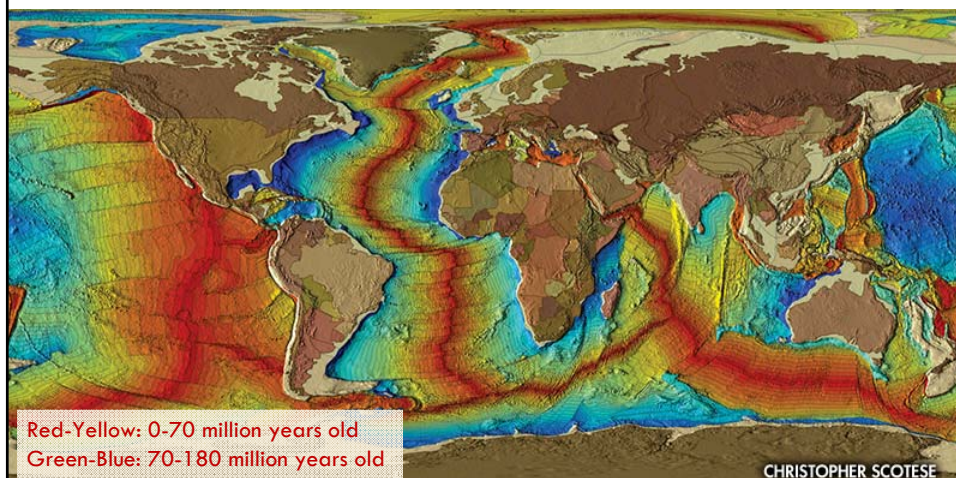 Red-Yellow: 0-70 million years old
Green-Blue: 70-180 million years old
CHRISTOPHER SCOTESE